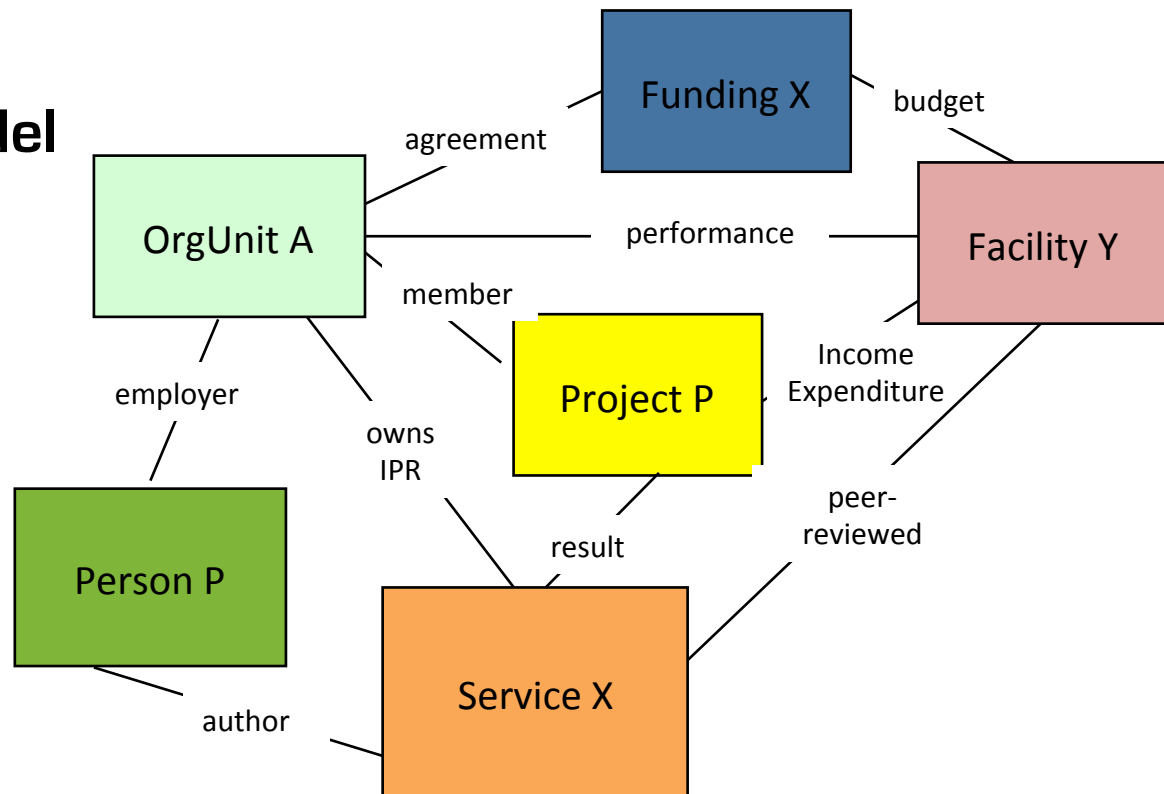 del
Funding X
budget
agreement
OrgUnit A
performance
Facility Y
member
Income
Expenditure
Project P
employer
owns
IPR
peer-
reviewed
result
Person P
Service X
author